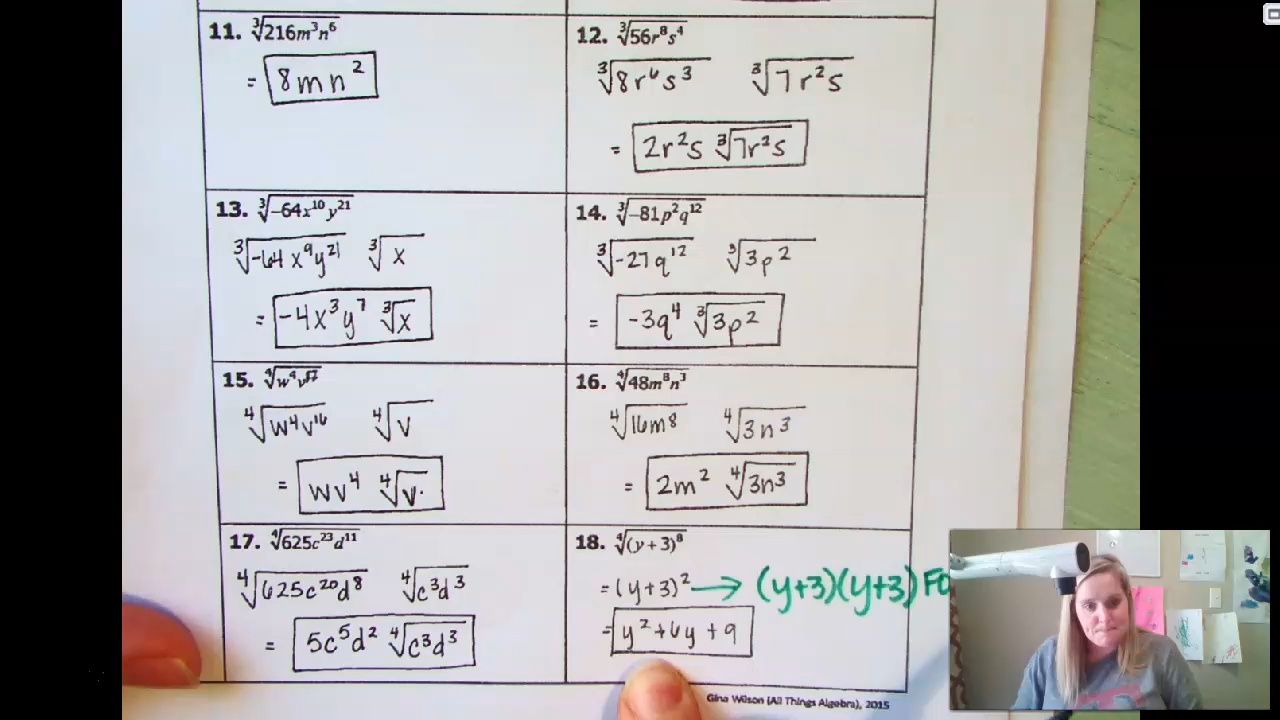 11. ∛216m³n⁶
= 8mn²
12. ∛56r⁸s⁴
∛8r⁶s³ ∛7r²s
= 2r²s ∛7r²s
13. ∛-64x¹⁰y²¹
∛-64x⁹y²¹ ∛x
= -4x³y⁷ ∛x
14. ∛-81p²q¹²
∛-27q¹² ∛3p²
= -3q⁴ ∛3p²
15. ∜w⁴v¹⁷
∜w⁴v¹⁶ ∜v
= wv⁴ ∜v
16. ∜48m⁸n³
∜16m⁸ ∜3n³
= 2m² ∜3n³
17. ∜625c²³d¹¹
∜625c²⁰d⁸ ∜c³d³
= 5c⁵d² ∜c³d³
18. ∜(y + 3)⁸
= (y+3)² → (y+3)(y+3) FO
= y²+6y+9
Gina Wilson (All Things Algebra), 2015